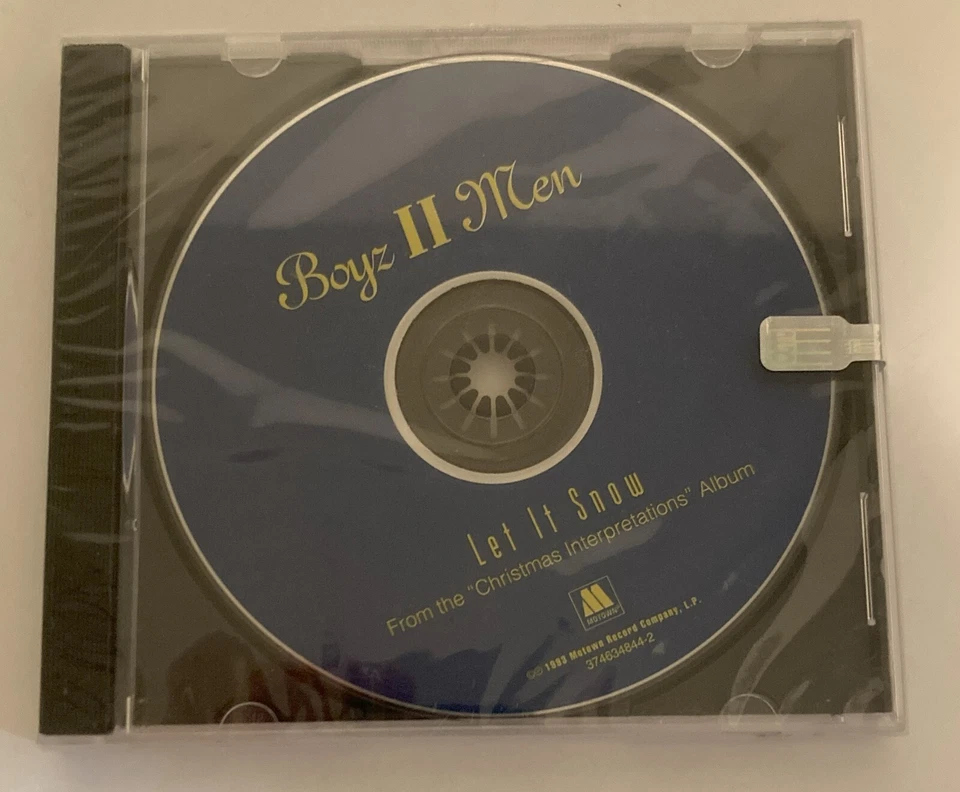 Boyz II Men
Let It Snow
From the "Christmas Interpretations" Album
MOTOWN®
℗© 1993 Motown Record Company, L.P.
374634844-2